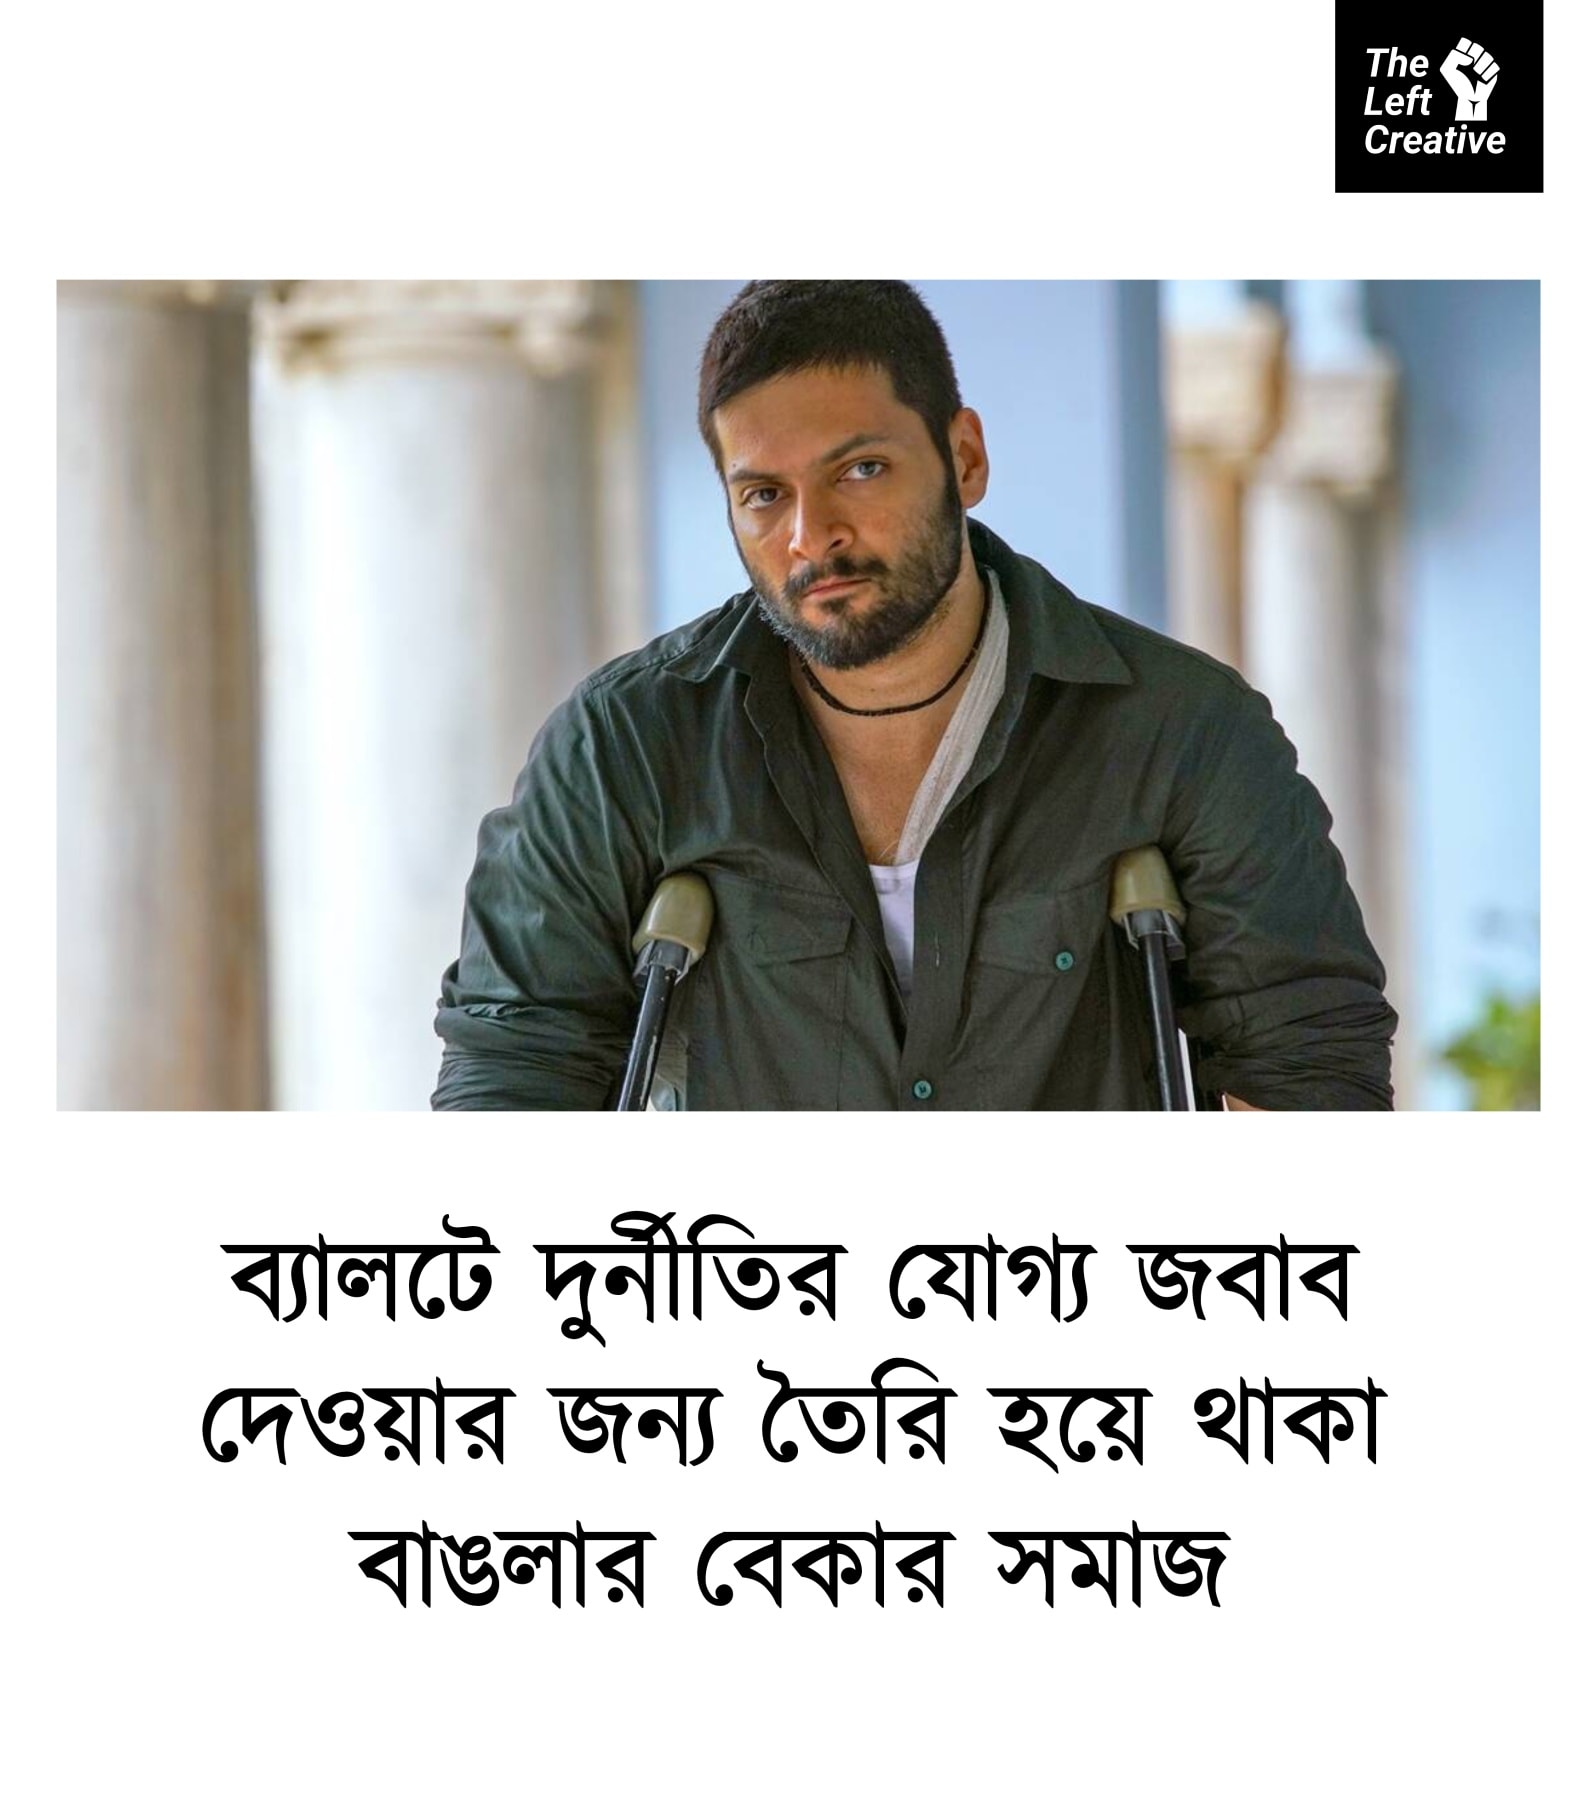 The
Left
Creative
ব্যালটে দুর্নীতির যোগ্য জবাব
দেওয়ার জন্য তৈরি হয়ে থাকা
বাঙলার বেকার সমাজ